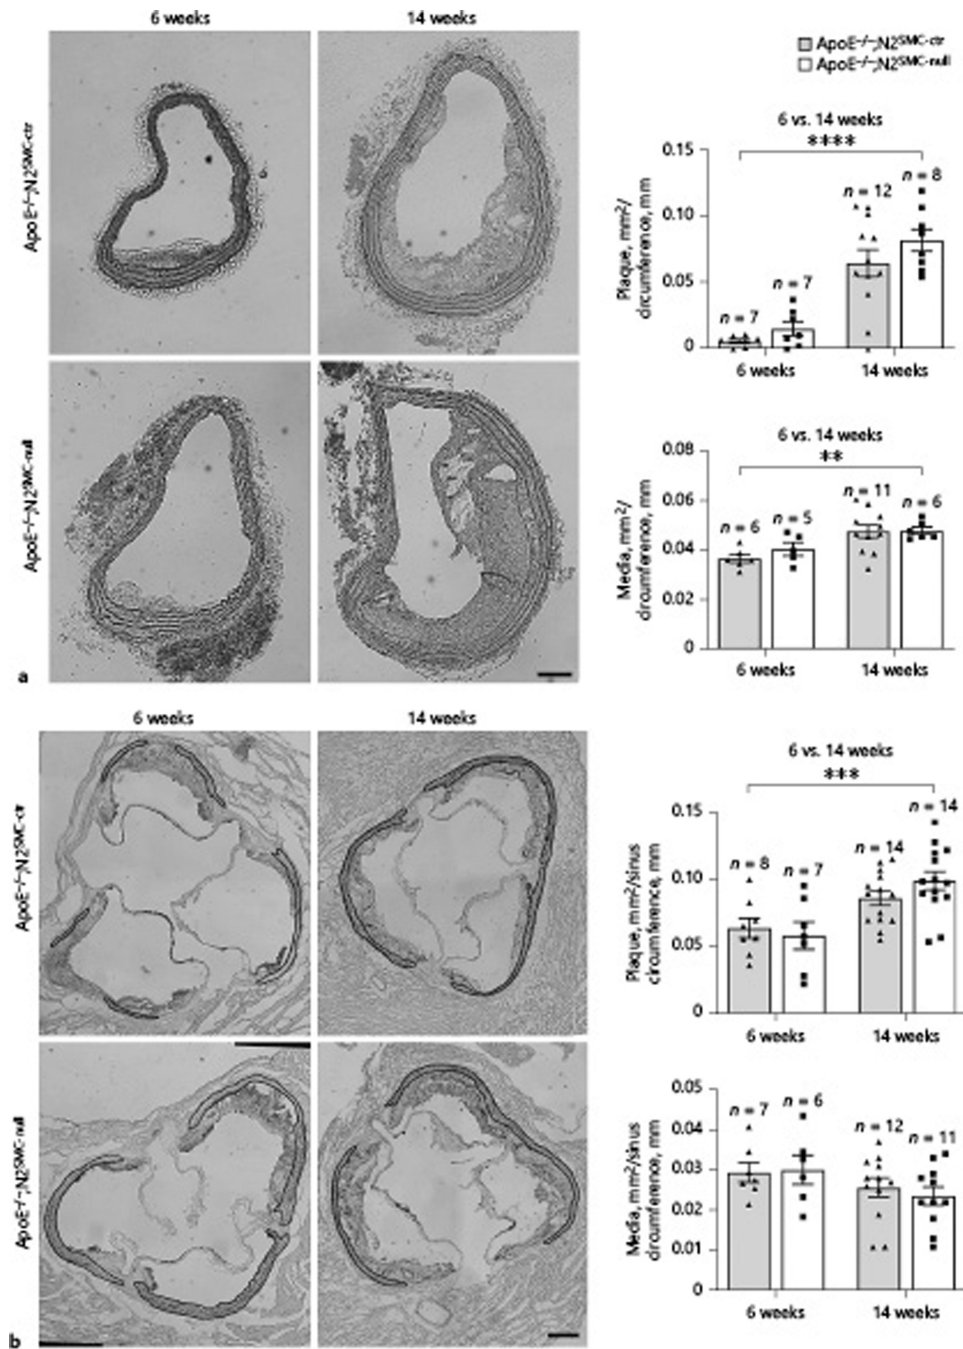 6 weeks
14 weeks
ApoE–/–;N2SMC-ctr
ApoE–/–;N2SMC-null
a
ApoE–/–;N2SMC-ctr
ApoE–/–;N2SMC-null
6 vs. 14 weeks
****
Plaque, mm²/
circumference, mm
0.15
0.10
0.05
0
n = 7
n = 7
n = 12
n = 8
6 weeks
14 weeks
6 vs. 14 weeks
**
Media, mm²/
circumference, mm
0.08
0.06
0.04
0.02
0
n = 6
n = 5
n = 11
n = 6
6 weeks
14 weeks
6 weeks
14 weeks
ApoE–/–;N2SMC-ctr
ApoE–/–;N2SMC-null
b
6 vs. 14 weeks
***
Plaque, mm²/sinus
circumference, mm
0.15
0.10
0.05
0
n = 8
n = 7
n = 14
n = 14
6 weeks
14 weeks
Media, mm²/sinus
circumference, mm
0.05
0.04
0.03
0.02
0.01
0
n = 7
n = 6
n = 12
n = 11
6 weeks
14 weeks